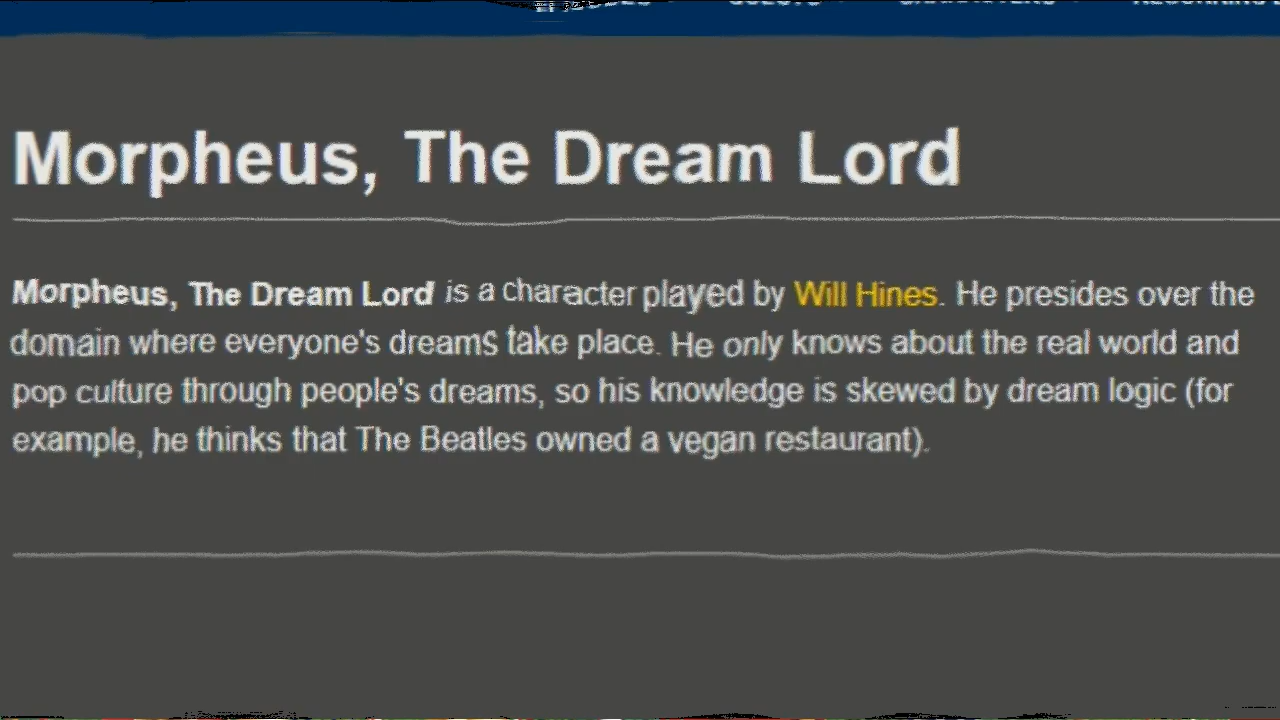 Morpheus, The Dream Lord
Morpheus, The Dream Lord is a character played by Will Hines. He presides over the
domain where everyone's dreams take place. He only knows about the real world and
pop culture through people's dreams, so his knowledge is skewed by dream logic (for
example, he thinks that The Beatles owned a vegan restaurant).